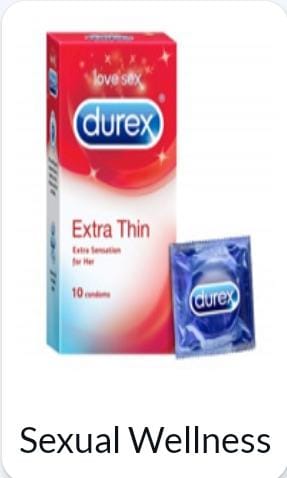 love sex
durex
Extra Thin
Extra Sensation
for Her
10 condoms
durex
Sexual Wellness